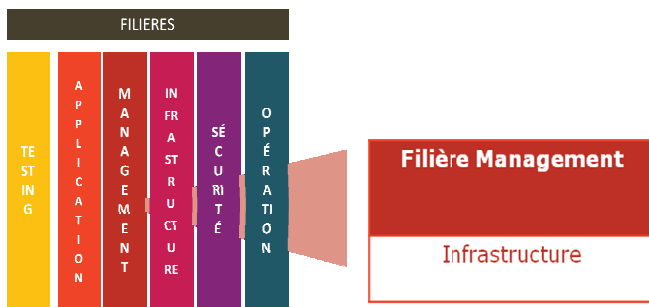 FILIERES
TESTING
APPLICATION
MANAGEMENT
INFRASTRUCTURE
SÉCURITÉ
OPÉRATION
Filière Management
Infrastructure